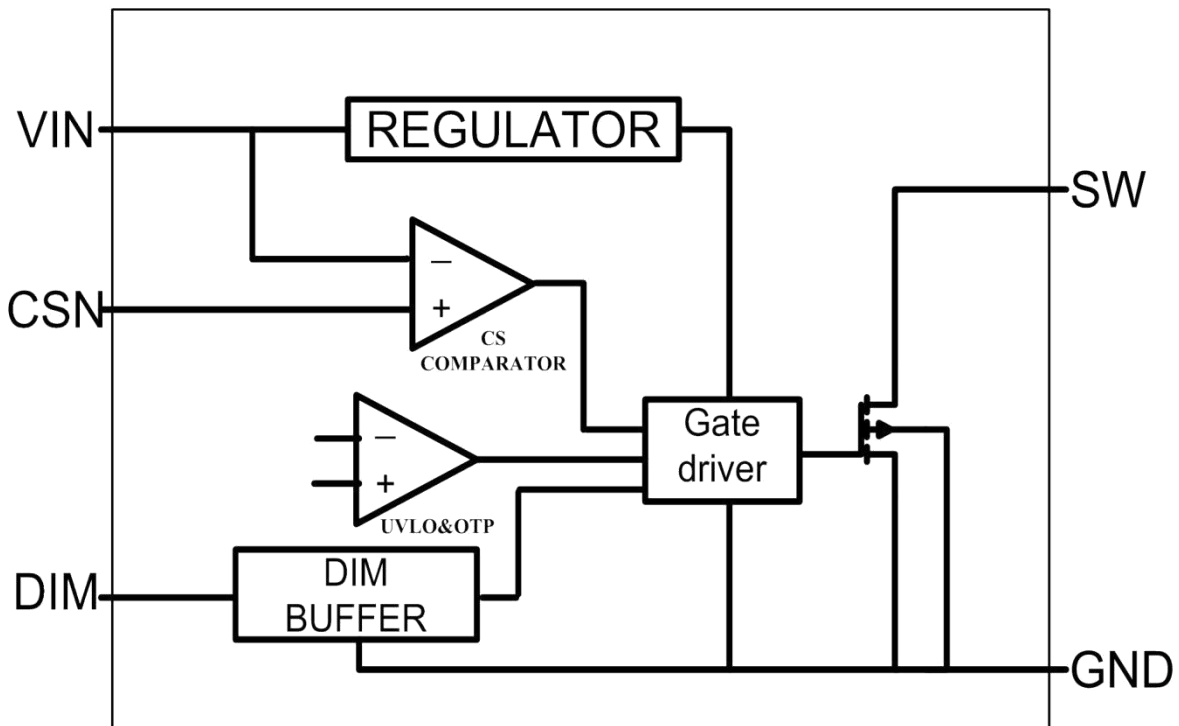 VIN
REGULATOR
SW
−
CSN
+
CS
COMPARATOR
Gate
driver
−
+
UVLO&OTP
DIM
DIM
BUFFER
GND